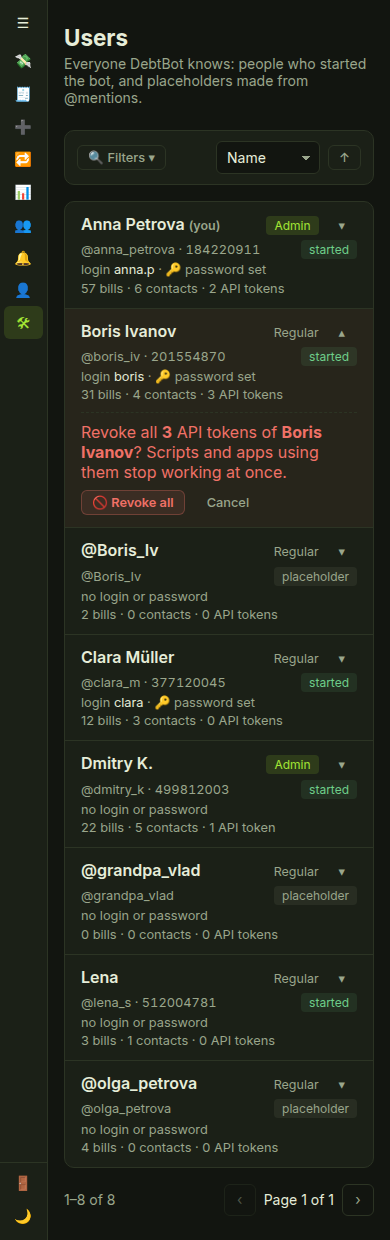 Users
Everyone DebtBot knows: people who started
the bot, and placeholders made from
@mentions.
🔍 Filters ▾ Name ↑
Anna Petrova (you) Admin ▾
@anna_petrova · 184220911 started
login anna.p · 🔑 password set
57 bills · 6 contacts · 2 API tokens
Boris Ivanov Regular ▴
@boris_iv · 201554870 started
login boris · 🔑 password set
31 bills · 4 contacts · 3 API tokens
Revoke all 3 API tokens of Boris
Ivanov? Scripts and apps using
them stop working at once.
🚫 Revoke all Cancel
@Boris_Iv Regular ▾
@Boris_Iv placeholder
no login or password
2 bills · 0 contacts · 0 API tokens
Clara Müller Regular ▾
@clara_m · 377120045 started
login clara · 🔑 password set
12 bills · 3 contacts · 0 API tokens
Dmitry K. Admin ▾
@dmitry_k · 499812003 started
no login or password
22 bills · 5 contacts · 1 API token
@grandpa_vlad Regular ▾
@grandpa_vlad placeholder
no login or password
0 bills · 0 contacts · 0 API tokens
Lena Regular ▾
@lena_s · 512004781 started
no login or password
3 bills · 1 contacts · 0 API tokens
@olga_petrova Regular ▾
@olga_petrova placeholder
no login or password
4 bills · 0 contacts · 0 API tokens
1–8 of 8 ‹ Page 1 of 1 ›